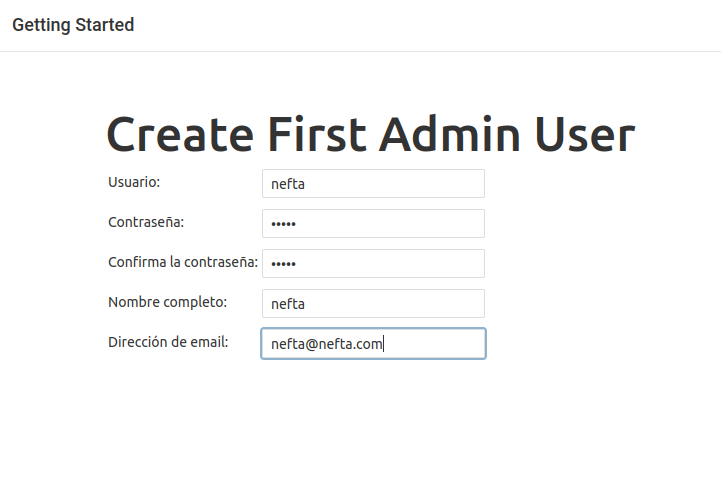 Getting Started
Create First Admin User
Usuario: nefta
Contraseña: •••••
Confirma la contraseña: •••••
Nombre completo: nefta
Dirección de email: nefta@nefta.com